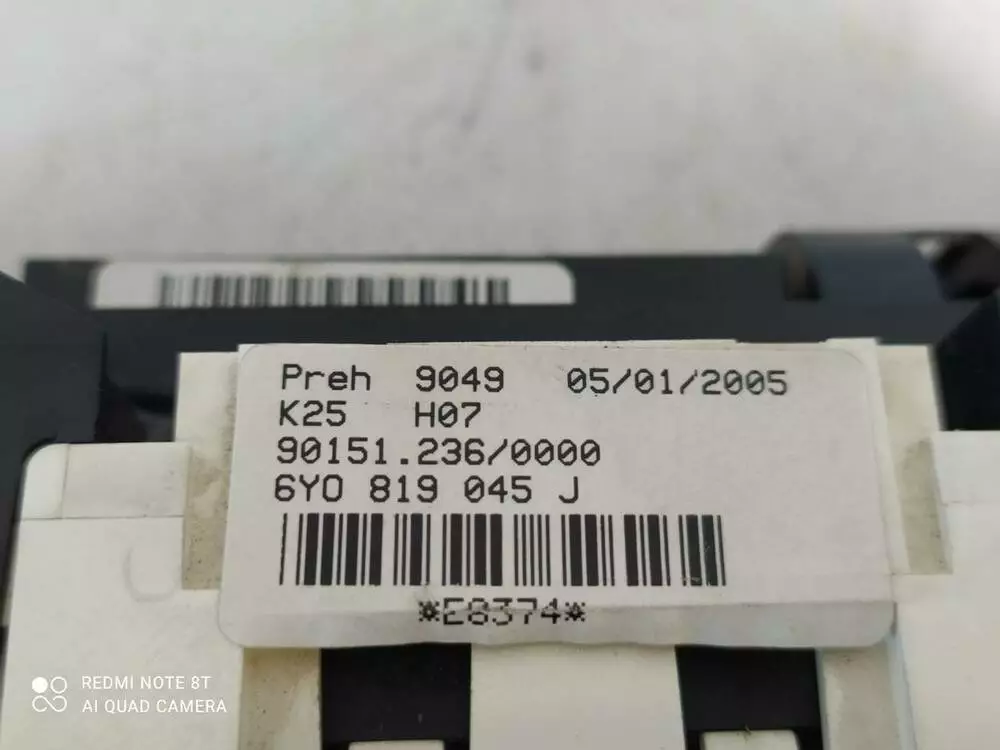 Preh 9049 05/01/2005
K25 H07
90151.236/0000
6Y0 819 045 J
*E8374*
REDMI NOTE 8T
AI QUAD CAMERA